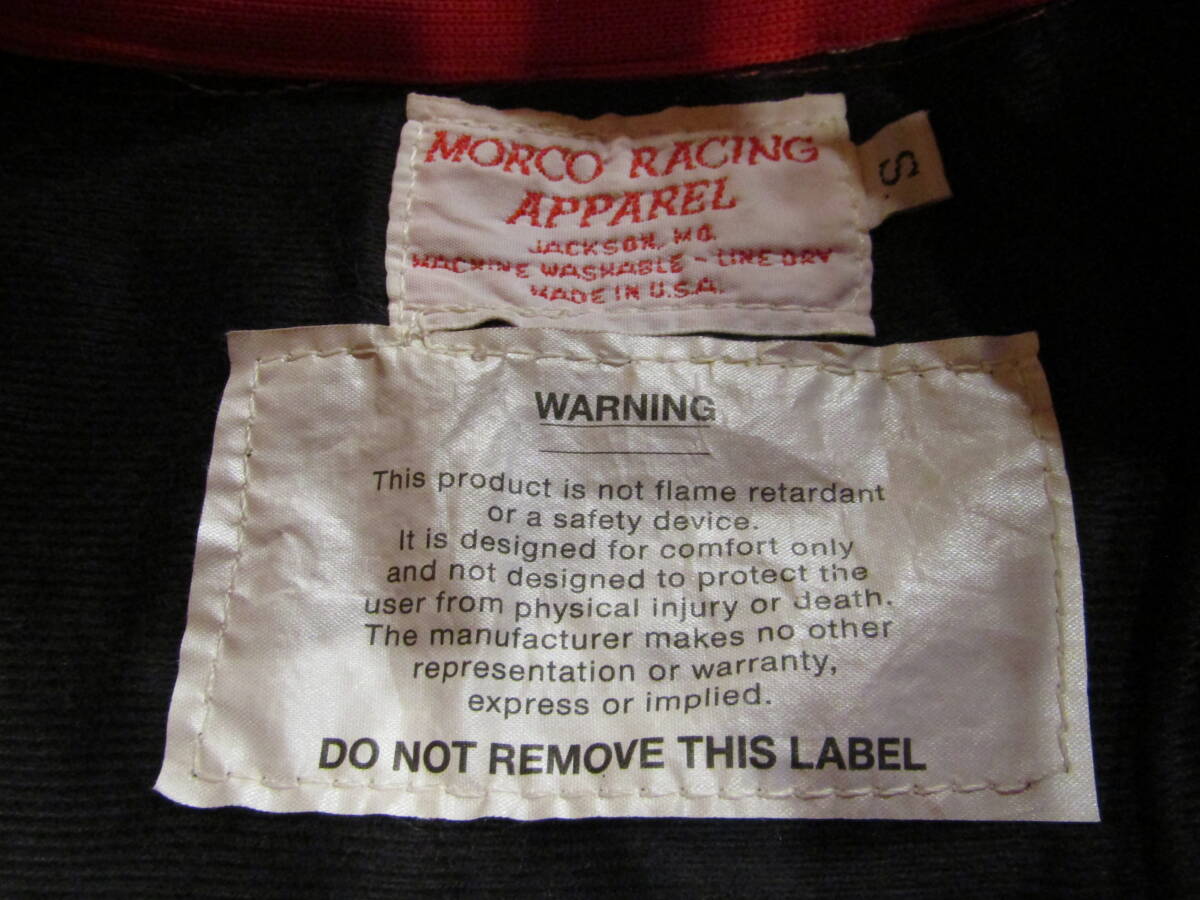 MORCO RACING
APPAREL
JACKSON, MO.
MACHINE WASHABLE - LINE DRY
MADE IN U.S.A.
S
WARNING
This product is not flame retardant
or a safety device.
It is designed for comfort only
and not designed to protect the
user from physical injury or death.
The manufacturer makes no other
representation or warranty,
express or implied.
DO NOT REMOVE THIS LABEL